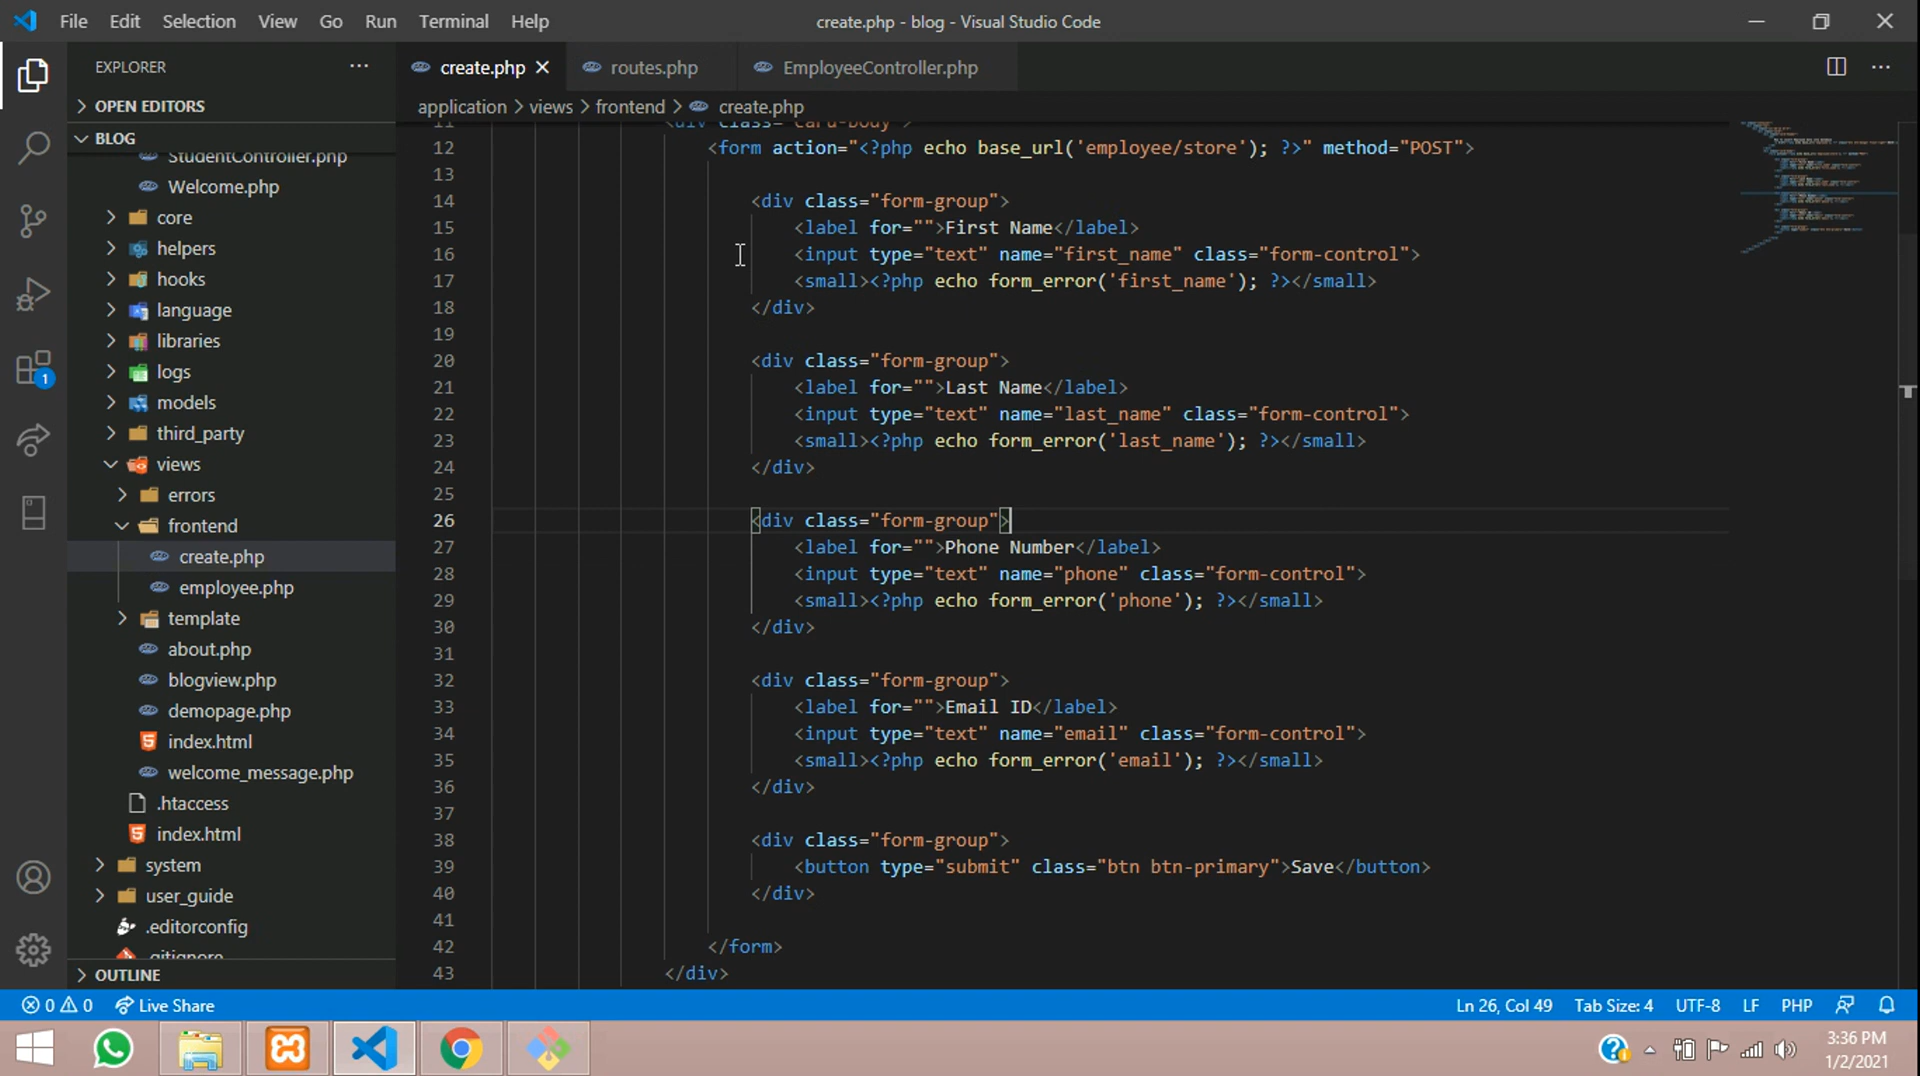 File Edit Selection View Go Run Terminal Help
create.php - blog - Visual Studio Code
EXPLORER
OPEN EDITORS
BLOG
StudentController.php
Welcome.php
core
helpers
hooks
language
libraries
logs
models
third_party
views
errors
frontend
create.php
employee.php
template
about.php
blogview.php
demopage.php
index.html
welcome_message.php
.htaccess
index.html
system
user_guide
.editorconfig
.gitignore
OUTLINE
create.php routes.php EmployeeController.php
application > views > frontend > create.php
11 <div class="card-body">
12 <form action="<?php echo base_url('employee/store'); ?>" method="POST">
13
14 <div class="form-group">
15 <label for="">First Name</label>
16 <input type="text" name="first_name" class="form-control">
17 <small><?php echo form_error('first_name'); ?></small>
18 </div>
19
20 <div class="form-group">
21 <label for="">Last Name</label>
22 <input type="text" name="last_name" class="form-control">
23 <small><?php echo form_error('last_name'); ?></small>
24 </div>
25
26 <div class="form-group">
27 <label for="">Phone Number</label>
28 <input type="text" name="phone" class="form-control">
29 <small><?php echo form_error('phone'); ?></small>
30 </div>
31
32 <div class="form-group">
33 <label for="">Email ID</label>
34 <input type="text" name="email" class="form-control">
35 <small><?php echo form_error('email'); ?></small>
36 </div>
37
38 <div class="form-group">
39 <button type="submit" class="btn btn-primary">Save</button>
40 </div>
41
42 </form>
43 </div>
1
0 0 Live Share
Ln 26, Col 49 Tab Size: 4 UTF-8 LF PHP
3:36 PM
1/2/2021